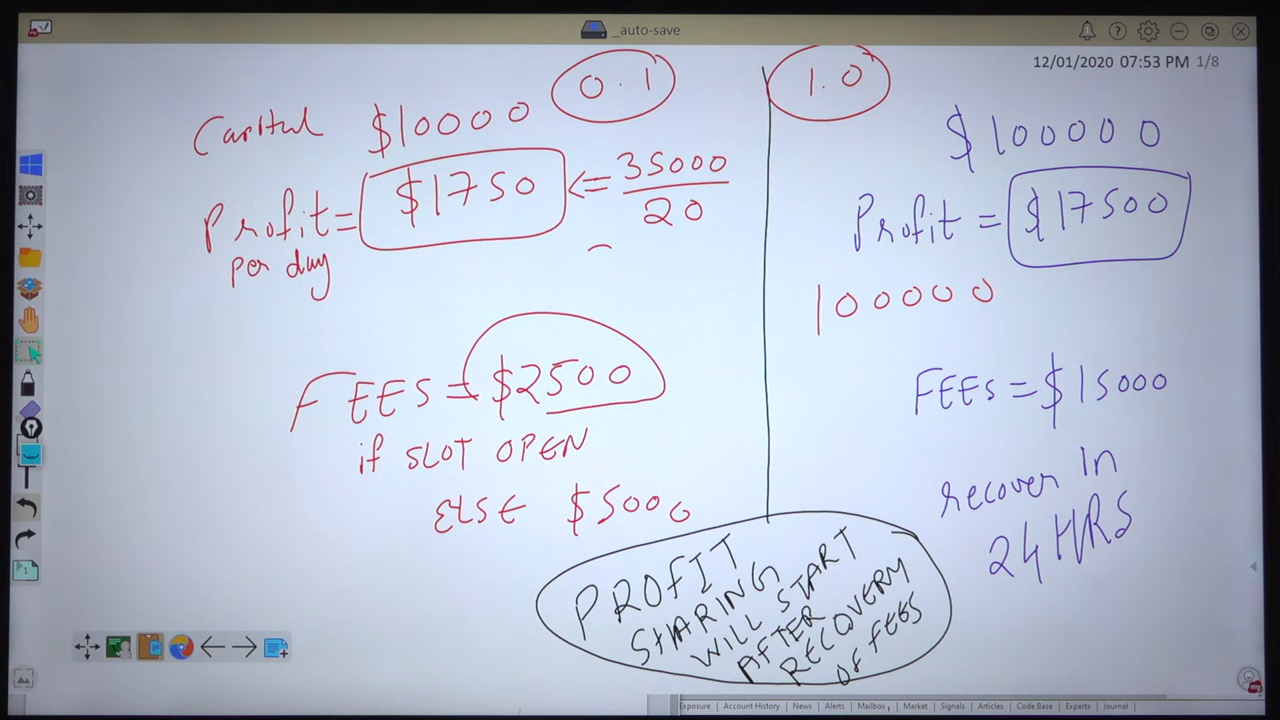 _auto-save
12/01/2020 07:53 PM 1/8
Capital $10000 0.1
Profit = $1750 <= 35000
20
per day
FEES = $2500
if SLOT OPEN
ELSE $5000
1.0
$100000
Profit = $17500
100000
FEES = $15000
recover in
24 HRS
PROFIT
SHARING
WILL START
AFTER
RECOVERY
OF FEES
1
Exposure | Account History | News | Alerts | Mailbox | Market | Signals | Articles | Code Base | Experts | Journal |